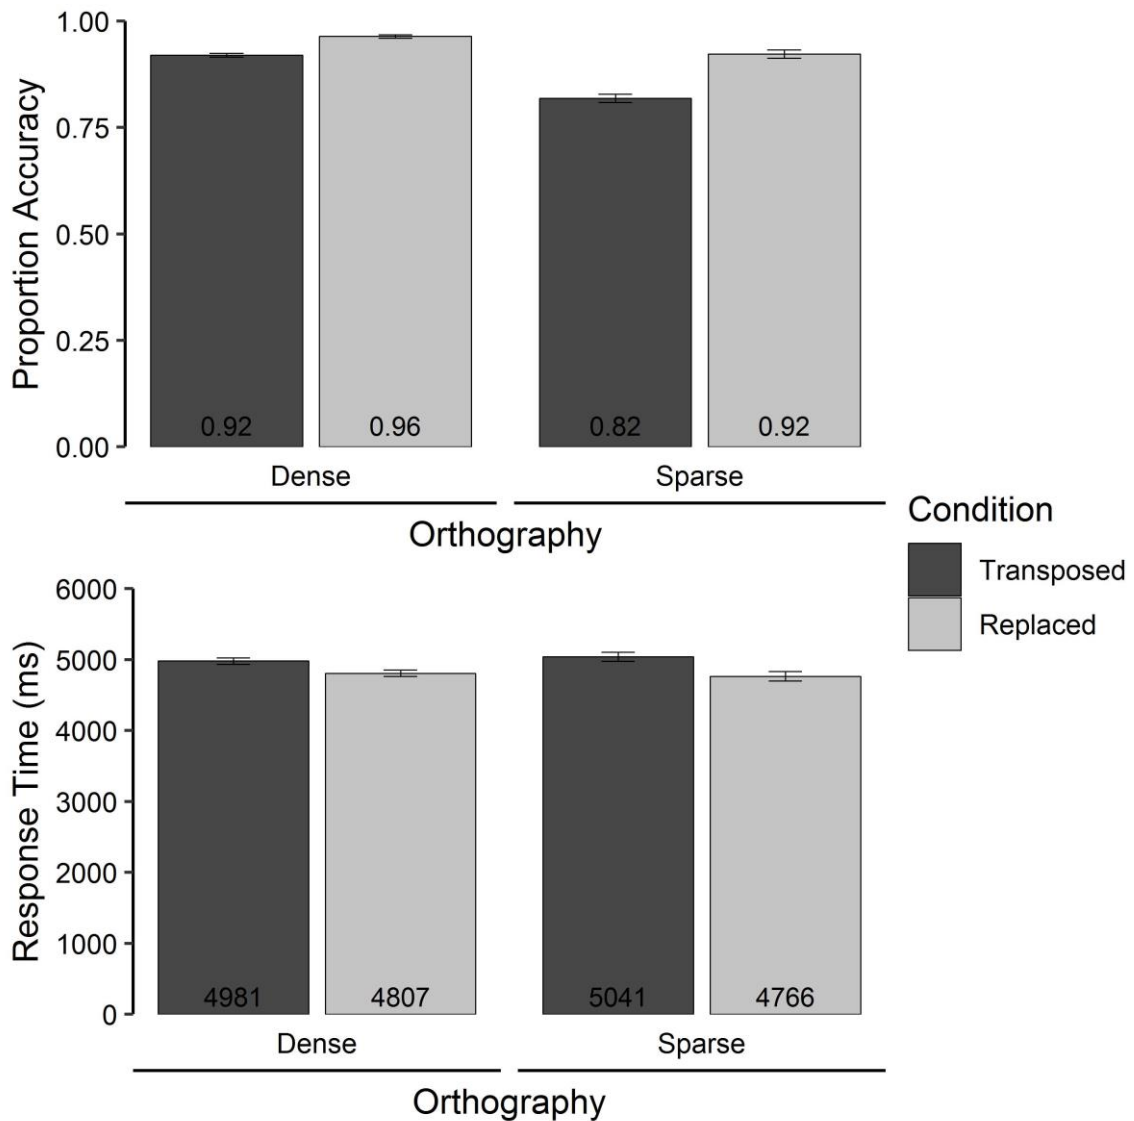 Proportion Accuracy
1.00
0.75
0.50
0.25
0.00
0.92 0.96 0.82 0.92
Dense Sparse
Orthography
Condition
Transposed
Replaced
Response Time (ms)
6000
5000
4000
3000
2000
1000
0
4981 4807 5041 4766
Dense Sparse
Orthography